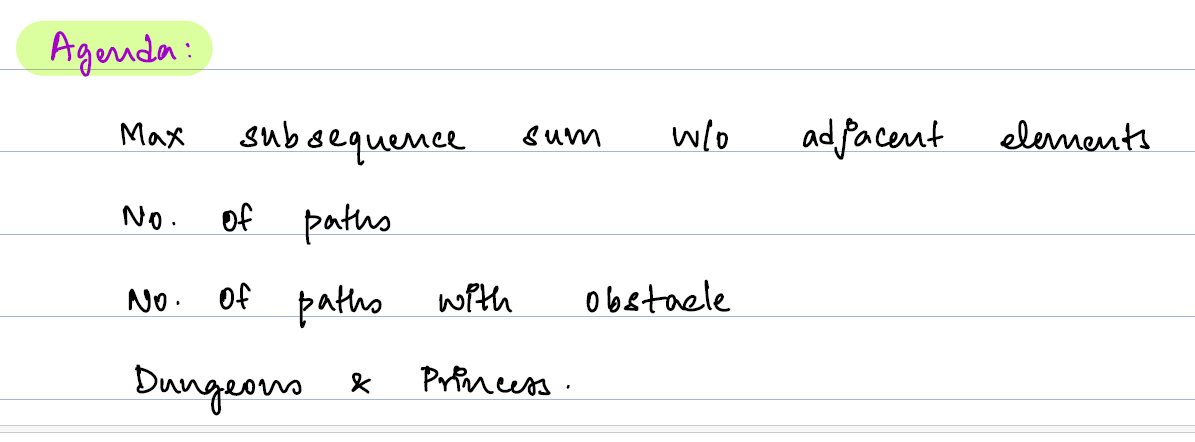 Agenda:
Max subsequence sum w/o adjacent elements
No. of paths
No. of paths with obstacle
Dungeons & Princess.